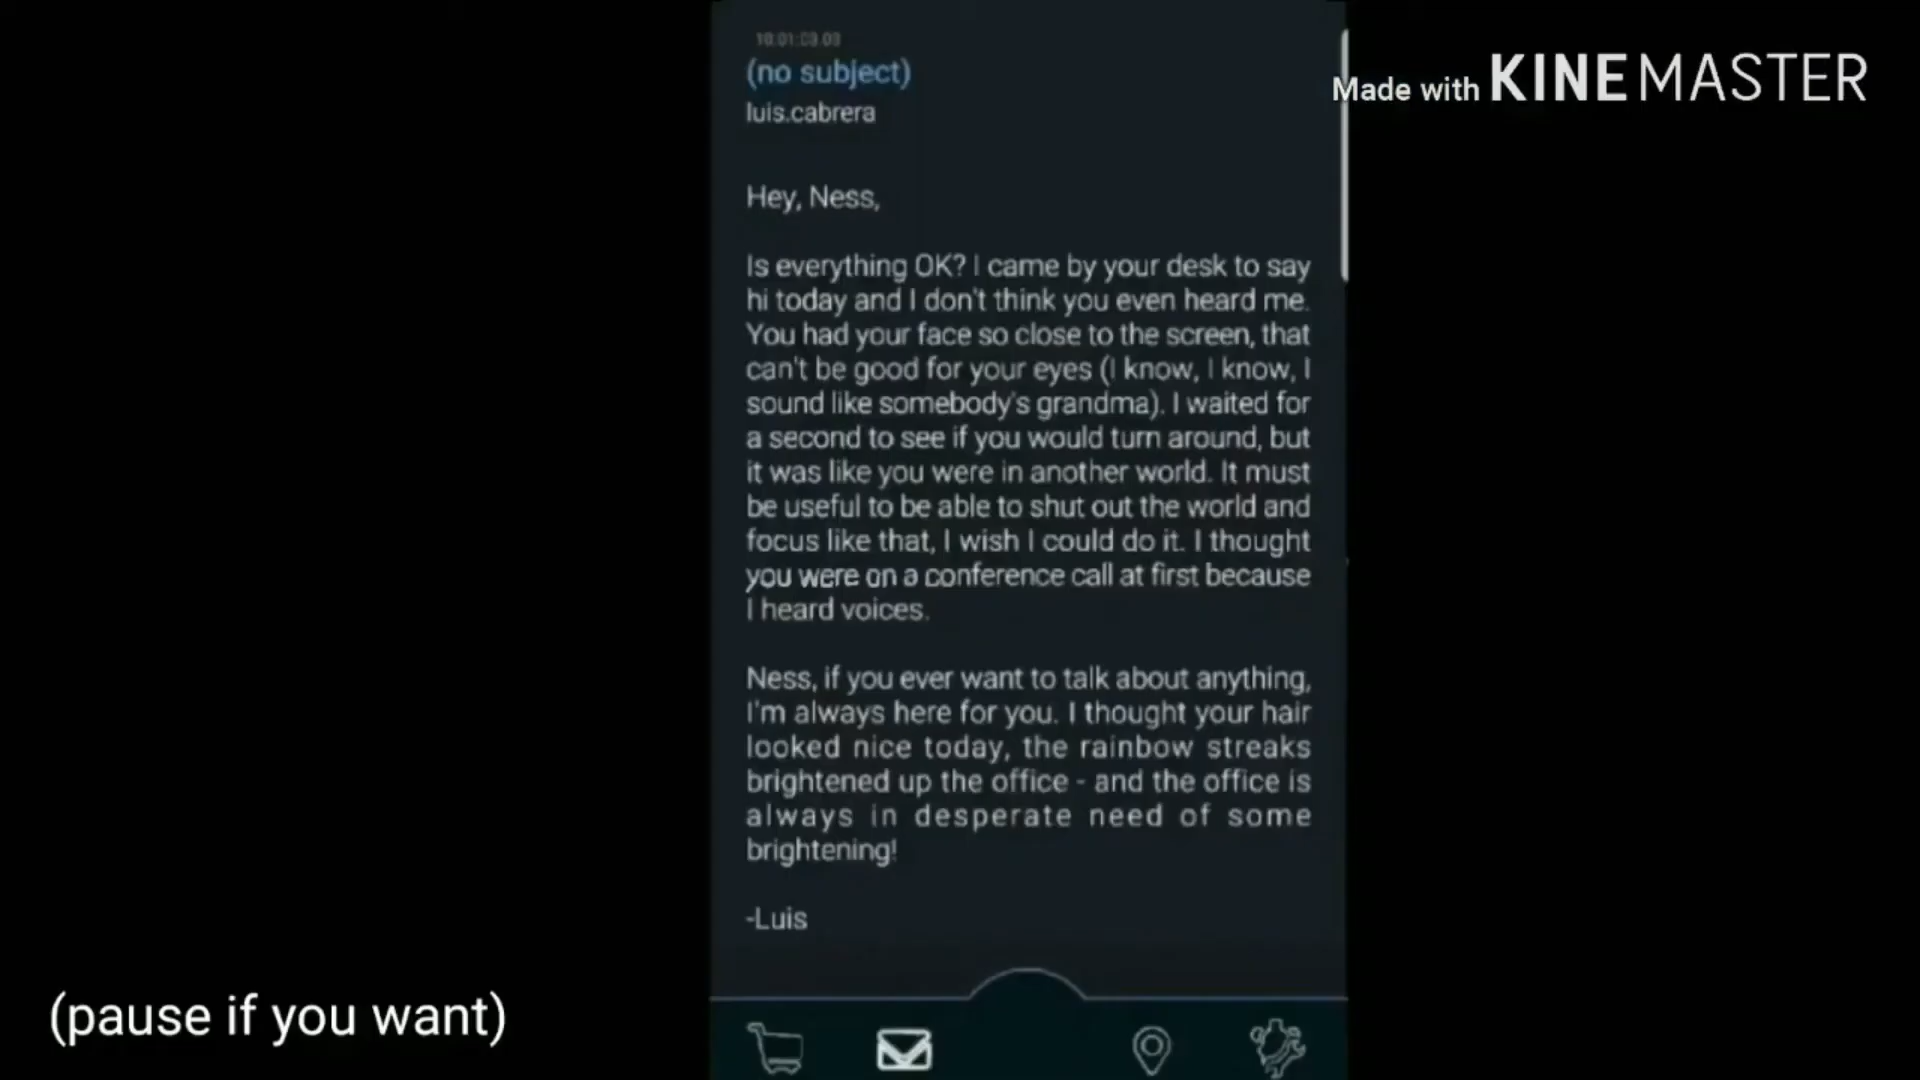 10:01:03.03
(no subject)
luis.cabrera
Made with KINEMASTER
Hey, Ness,
Is everything OK? I came by your desk to say
hi today and I don't think you even heard me.
You had your face so close to the screen, that
can't be good for your eyes (I know, I know, I
sound like somebody's grandma). I waited for
a second to see if you would turn around, but
it was like you were in another world. It must
be useful to be able to shut out the world and
focus like that, I wish I could do it. I thought
you were on a conference call at first because
I heard voices.
Ness, if you ever want to talk about anything,
I'm always here for you. I thought your hair
looked nice today, the rainbow streaks
brightened up the office - and the office is
always in desperate need of some
brightening!
-Luis
(pause if you want)